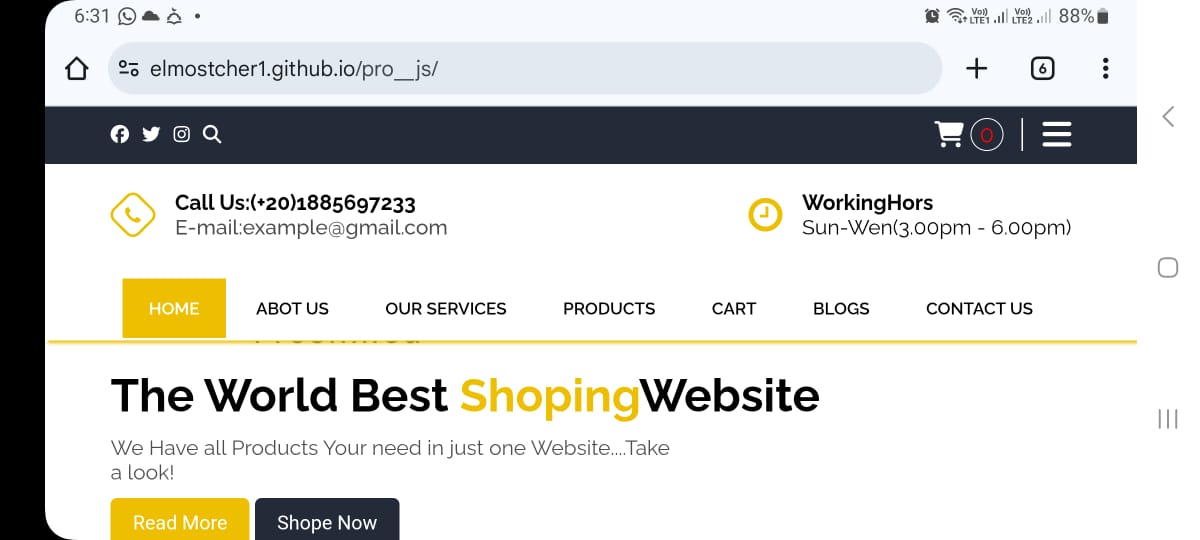 6:31
Vo)) LTE1 Vo)) LTE2 88%
elmostcher1.github.io/pro__js/
6
0
Call Us:(+20)1885697233
E-mail:example@gmail.com
WorkingHors
Sun-Wen(3.00pm - 6.00pm)
HOME ABOT US OUR SERVICES PRODUCTS CART BLOGS CONTACT US
The World Best ShopingWebsite
We Have all Products Your need in just one Website....Take
a look!
Read More Shope Now